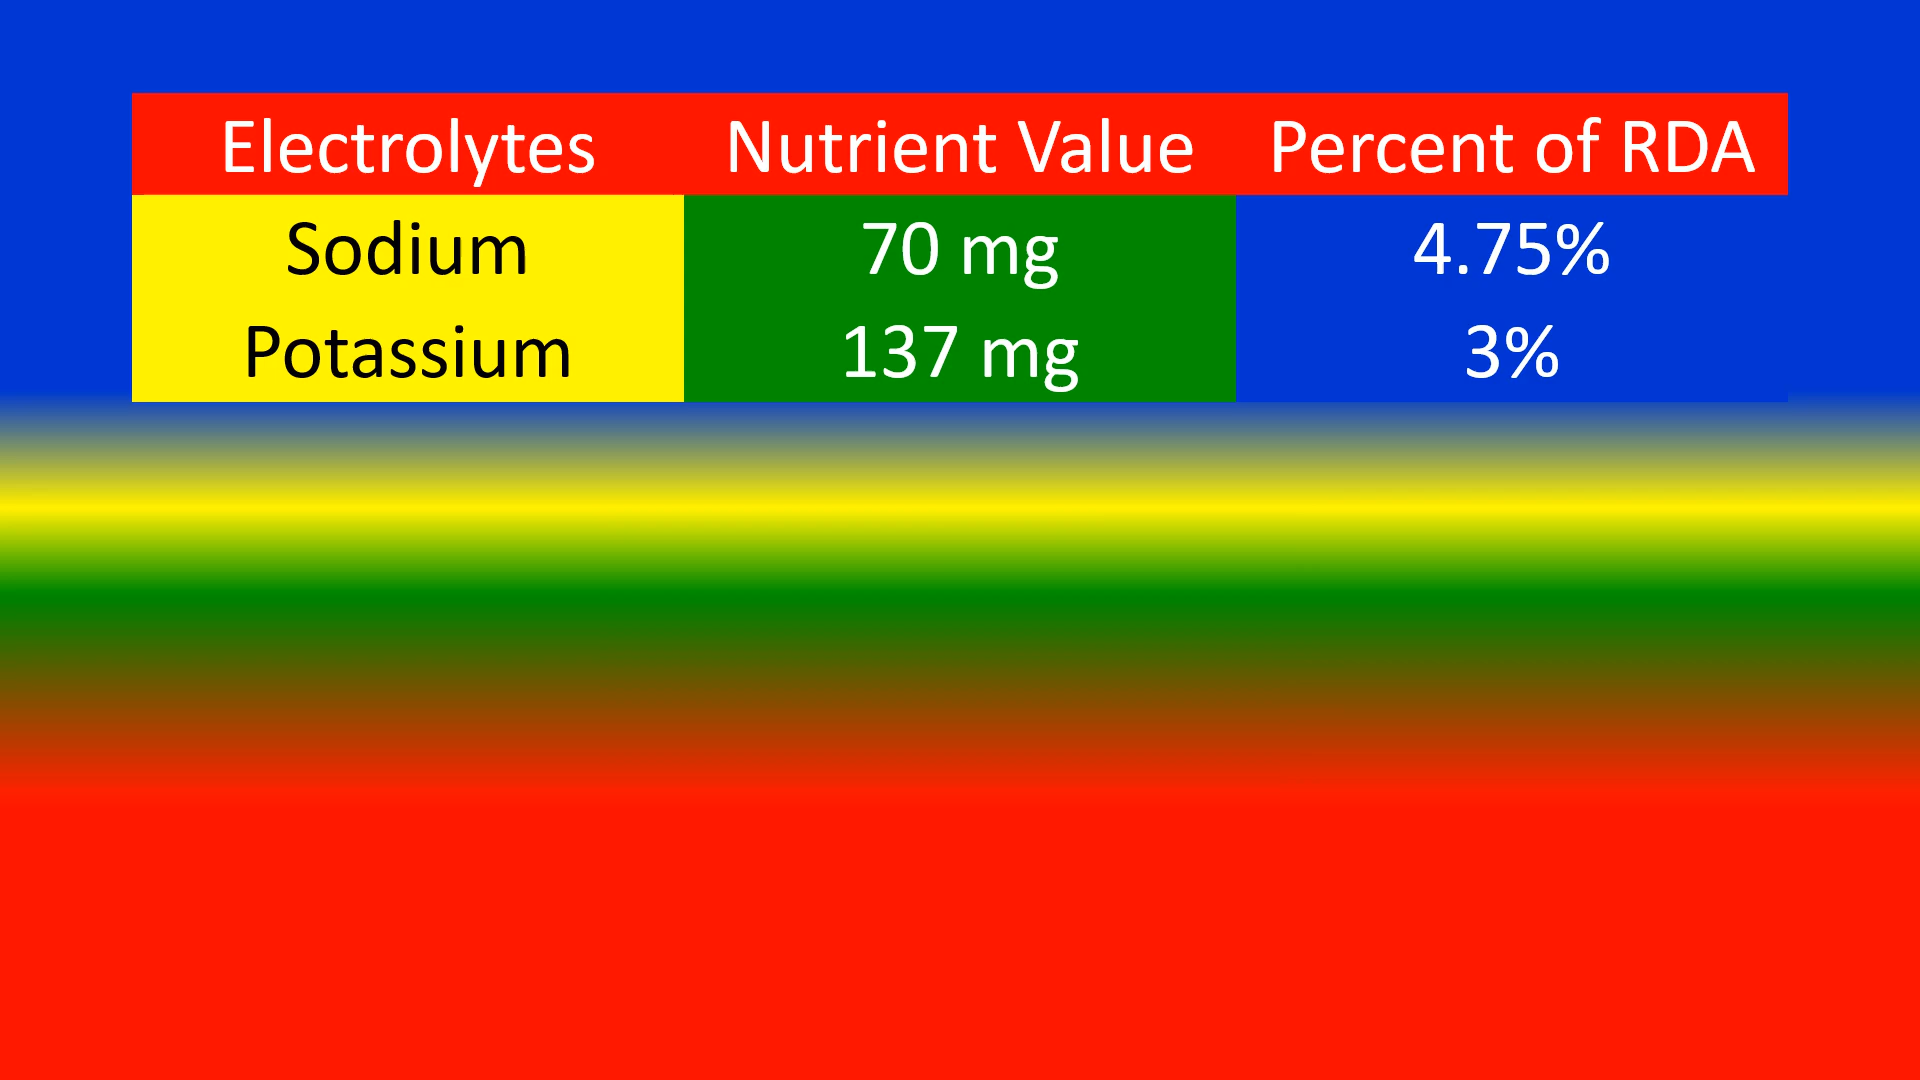 Electrolytes Nutrient Value Percent of RDA
Sodium 70 mg 4.75%
Potassium 137 mg 3%